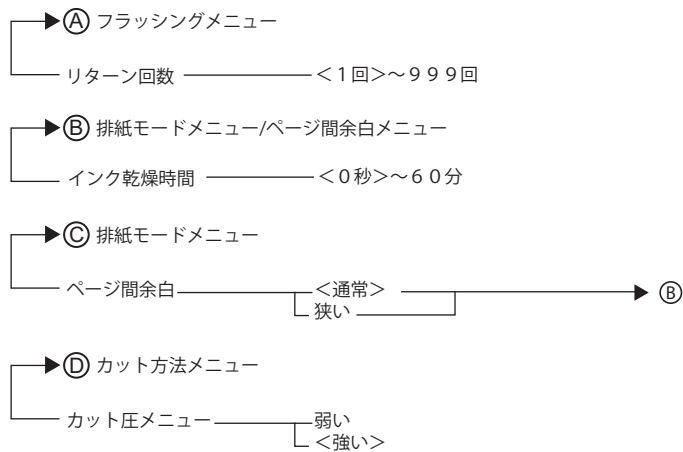 Ⓐ フラッシングメニュー
リターン回数 ＜１回＞～９９９回
Ⓑ 排紙モードメニュー/ページ間余白メニュー
インク乾燥時間 ＜０秒＞～６０分
Ⓒ 排紙モードメニュー
ページ間余白 ＜通常＞ Ⓑ
狭い
Ⓓ カット方法メニュー
カット圧メニュー 弱い
＜強い＞